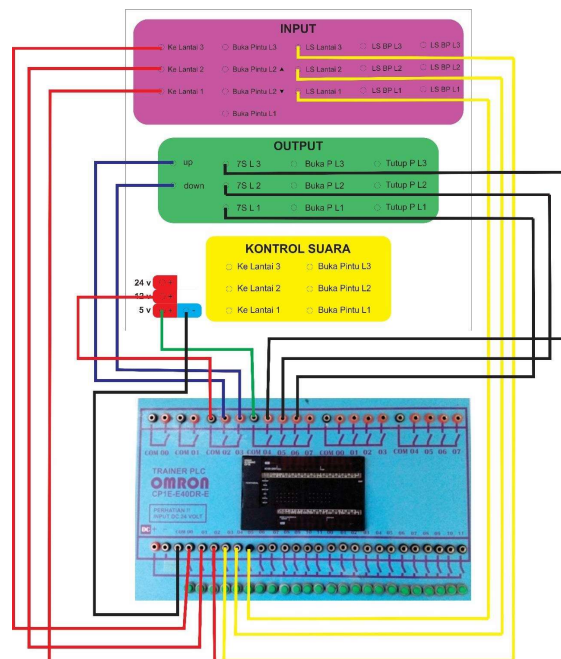 INPUT
Ke Lantai 3 Buka Pintu L3 LS Lantai 3 LS BP L3 LS BP L3
Ke Lantai 2 Buka Pintu L2 ▲ LS Lantai 2 LS BP L2 LS BP L2
Ke Lantai 1 Buka Pintu L2 ▼ LS Lantai 1 LS BP L1 LS BP L1
Buka Pintu L1
OUTPUT
up 7S L 3 Buka P L3 Tutup P L3
down 7S L 2 Buka P L2 Tutup P L2
7S L 1 Buka P L1 Tutup P L1
KONTROL SUARA
Ke Lantai 3 Buka Pintu L3
Ke Lantai 2 Buka Pintu L2
Ke Lantai 1 Buka Pintu L1
24 v
12 v
5 v
COM 00 COM 01 COM 02 03 COM 04 05 06 07 COM 00 01 02 03 COM 04 05 06 07
TRAINER PLC
OMRON
CP1E-E40DR-E
PERHATIAN !!
INPUT DC 24 VOLT
DC + - COM 00 01 02 03 04 05